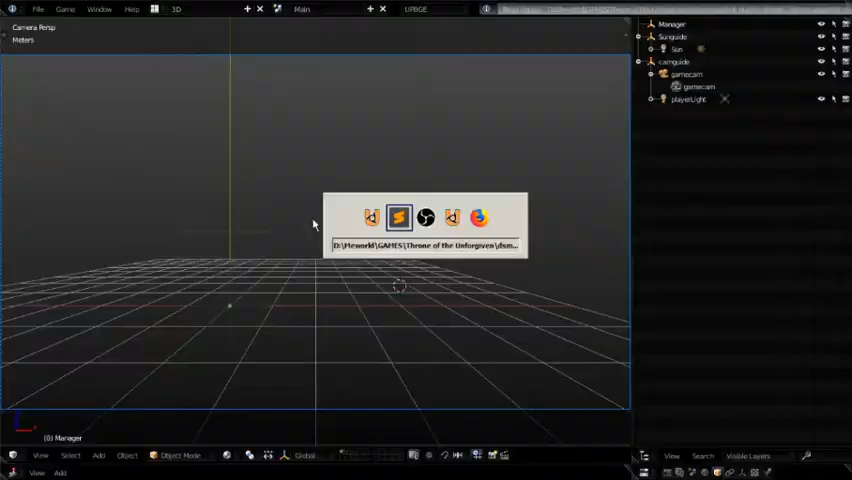 File Game Window Help 3D Main UPBGE
Camera Persp
Meters
Manager
Sunguide
Sun
camguide
gamecam
gamecam
playerLight
D:\Meworld\GAMES\Throne of the Unforgiven\dsm...
(0) Manager
View Select Add Object Object Mode Global
View Search Visible Layers
View Add